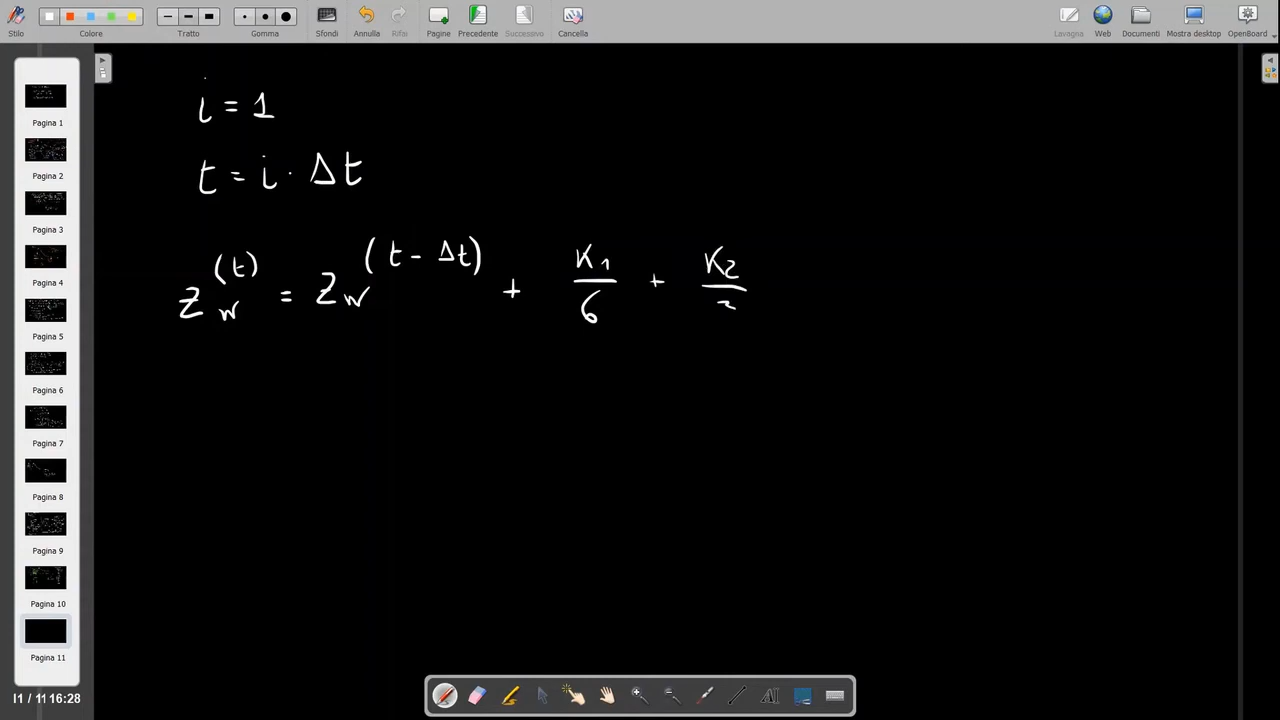 Stilo
Colore
Tratto
Gomma
Sfondi
Annulla
Rifai
Pagine
Precedente
Successivo
Cancella
Lavagna
Web
Documenti
Mostra desktop
OpenBoard
Pagina 1
Pagina 2
Pagina 3
Pagina 4
Pagina 5
Pagina 6
Pagina 7
Pagina 8
Pagina 9
Pagina 10
Pagina 11
16:28
i = 1
t = i · Δt
z_w^(t) = z_w^(t - Δt) + K1/6 + K2/